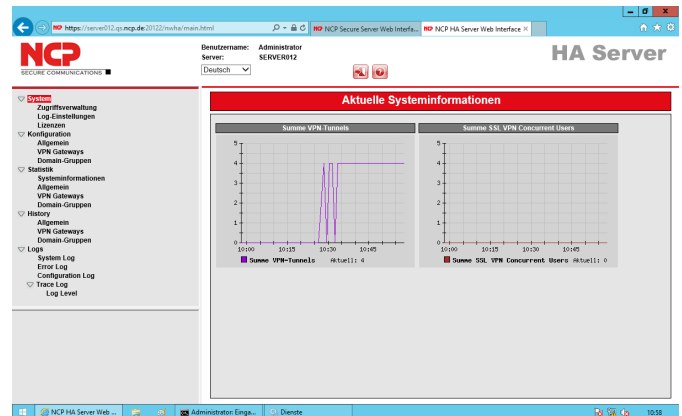 https://server012.qs.ncp.de:20122/nwha/main.html
NCP Secure Server Web Interfa...
NCP HA Server Web Interface
NCP
SECURE COMMUNICATIONS
Benutzername: Administrator
Server: SERVER012
Deutsch
HA Server
System
Zugriffsverwaltung
Log-Einstellungen
Lizenzen
Konfiguration
Allgemein
VPN Gateways
Domain-Gruppen
Statistik
Systeminformationen
Allgemein
VPN Gateways
Domain-Gruppen
History
Allgemein
VPN Gateways
Domain-Gruppen
Logs
System Log
Error Log
Configuration Log
Trace Log
Log Level
Aktuelle Systeminformationen
Summe VPN-Tunnels
5
4
3
2
1
0
10:00 10:15 10:30 10:45
Summe VPN-Tunnels Aktuell: 4
Summe SSL VPN Concurrent Users
5
4
3
2
1
0
10:00 10:15 10:30 10:45
Summe SSL VPN Concurrent Users Aktuell: 0
NCP HA Server Web ...
Administrator: Einga...
Dienste
10:58